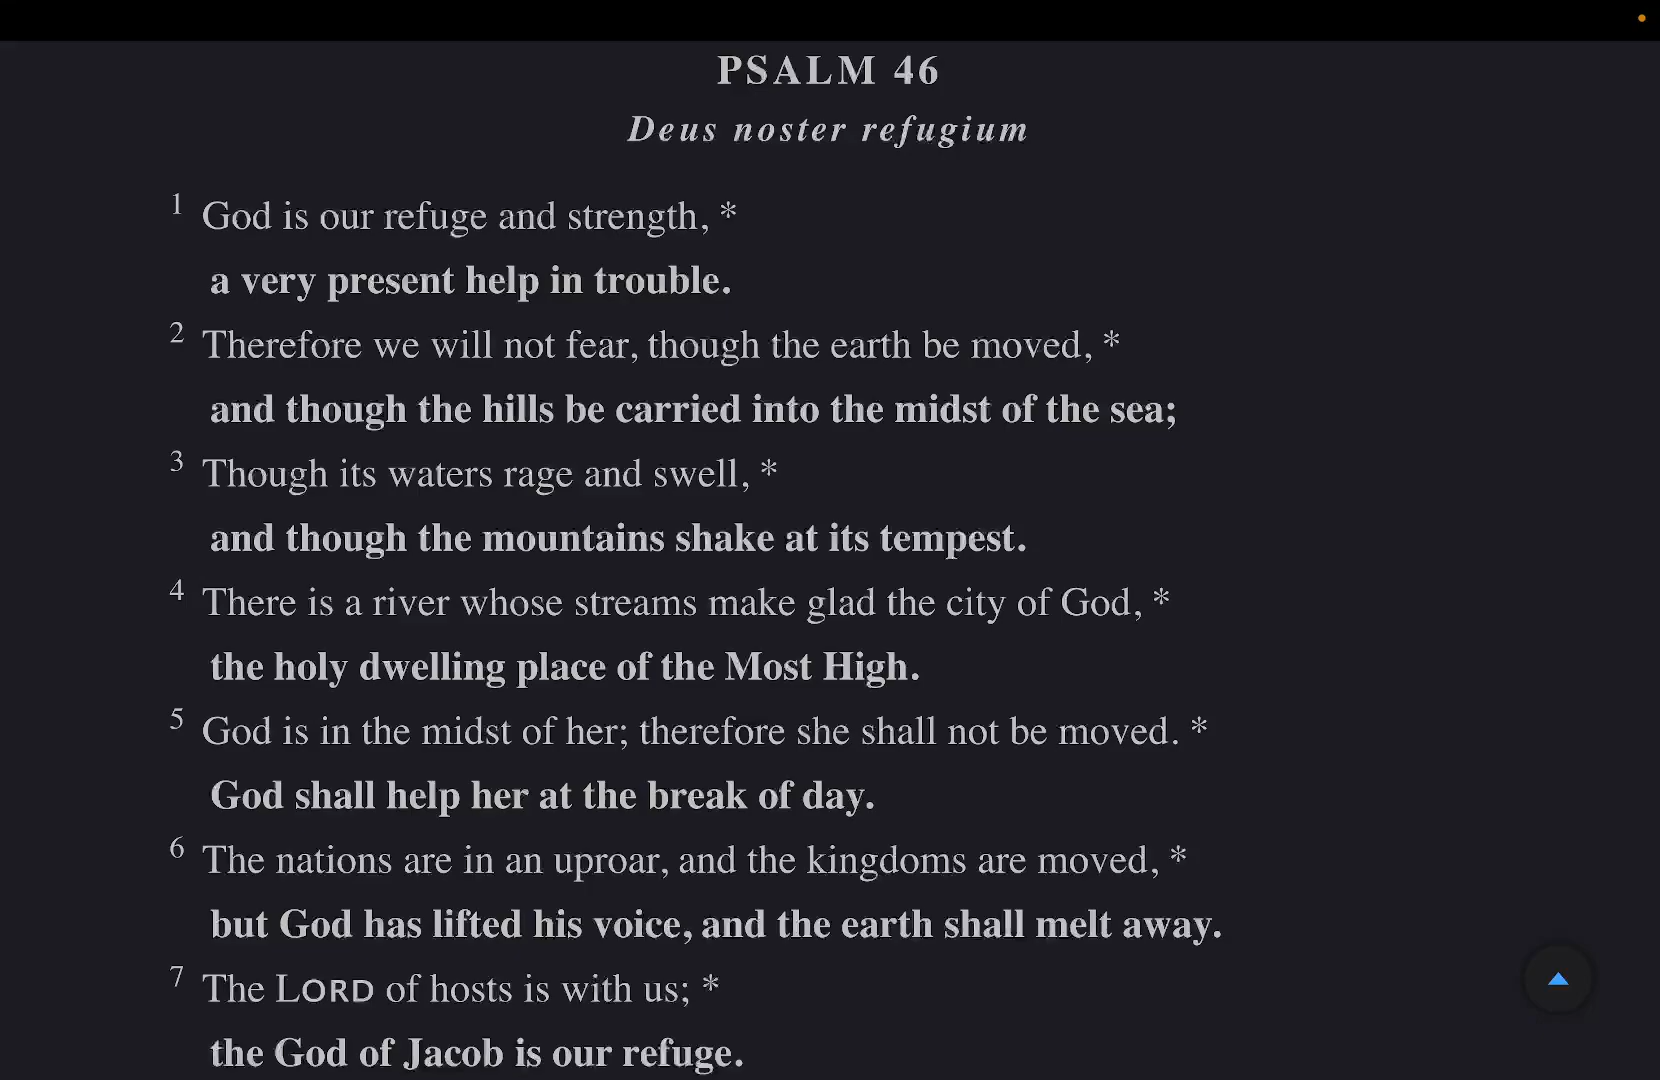 PSALM 46
Deus noster refugium
1 God is our refuge and strength, *
a very present help in trouble.
2 Therefore we will not fear, though the earth be moved, *
and though the hills be carried into the midst of the sea;
3 Though its waters rage and swell, *
and though the mountains shake at its tempest.
4 There is a river whose streams make glad the city of God, *
the holy dwelling place of the Most High.
5 God is in the midst of her; therefore she shall not be moved. *
God shall help her at the break of day.
6 The nations are in an uproar, and the kingdoms are moved, *
but God has lifted his voice, and the earth shall melt away.
7 The LORD of hosts is with us; *
the God of Jacob is our refuge.